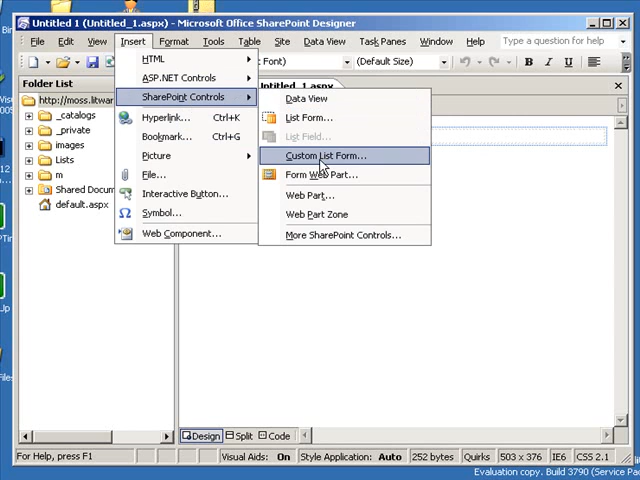 Untitled 1 (Untitled_1.aspx) - Microsoft Office SharePoint Designer
File Edit View Insert Format Tools Table Site Data View Task Panes Window Help Type a question for help
Font) (Default Size) B I U
Folder List
http://moss.litwar
_catalogs
_private
images
Lists
m
Shared Docum
default.aspx
HTML
ASP.NET Controls
SharePoint Controls
Hyperlink... Ctrl+K
Bookmark... Ctrl+G
Picture
File...
Interactive Button...
Symbol...
Web Component...
Untitled_1.aspx
Data View
List Form...
List Field...
Custom List Form...
Form Web Part...
Web Part...
Web Part Zone
More SharePoint Controls...
Design Split Code
For Help, press F1 Visual Aids: On Style Application: Auto 252 bytes Quirks 503 x 376 IE6 CSS 2.1
Evaluation copy. Build 3790 (Service Pac